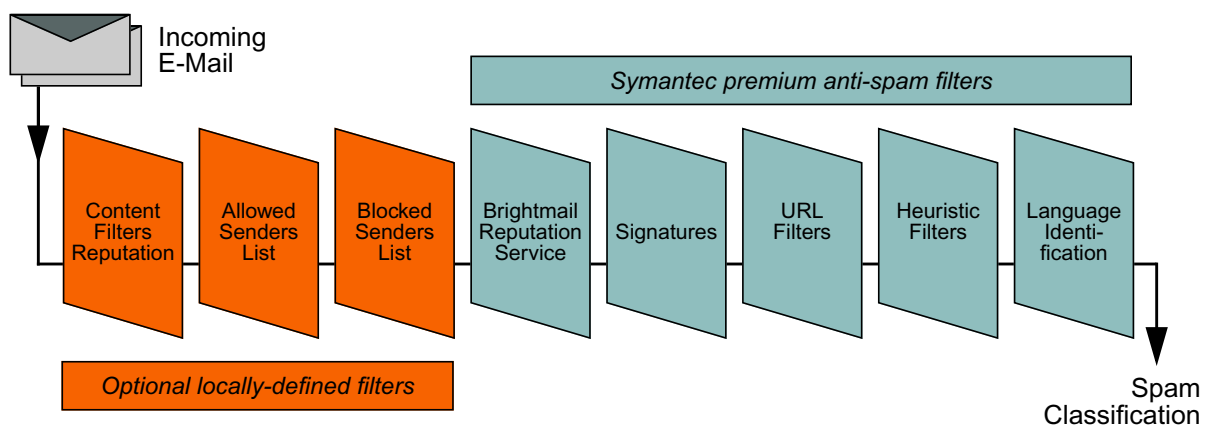 Incoming
E-Mail
Symantec premium anti-spam filters
Content
Filters
Reputation
Allowed
Senders
List
Blocked
Senders
List
Brightmail
Reputation
Service
Signatures
URL
Filters
Heuristic
Filters
Language
Identi-
fication
Optional locally-defined filters
Spam
Classification